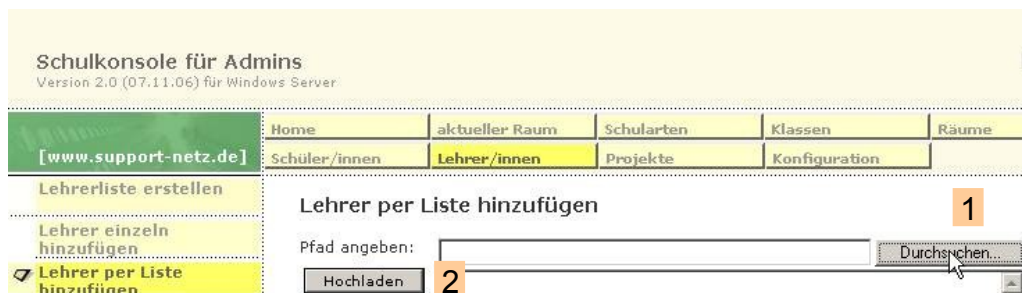 Schulkonsole für Admins
Version 2.0 (07.11.06) für Windows Server
Home aktueller Raum Schularten Klassen Räume
[www.support-netz.de] Schüler/innen Lehrer/innen Projekte Konfiguration
Lehrerliste erstellen
Lehrer per Liste hinzufügen
1
Lehrer einzeln
hinzufügen
Pfad angeben: Durchsuchen...
Lehrer per Liste
hinzufügen
Hochladen 2